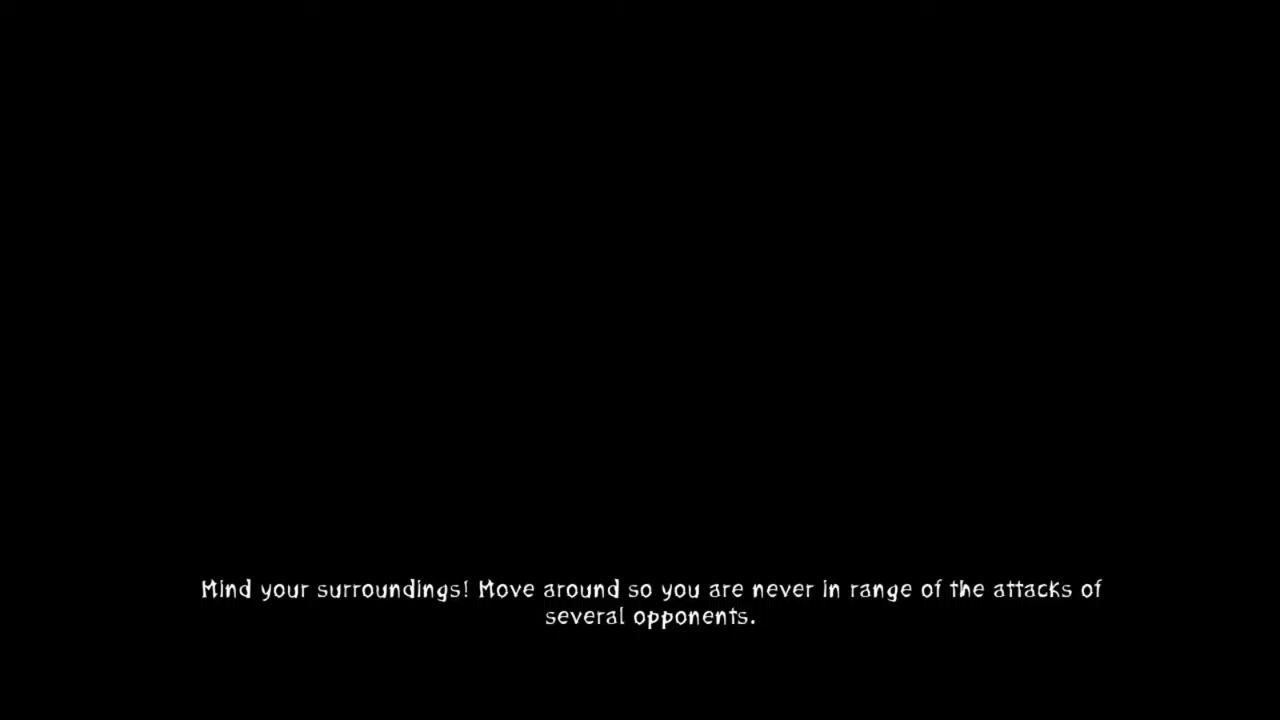 Mind your surroundings! Move around so you are never in range of the attacks of
several opponents.